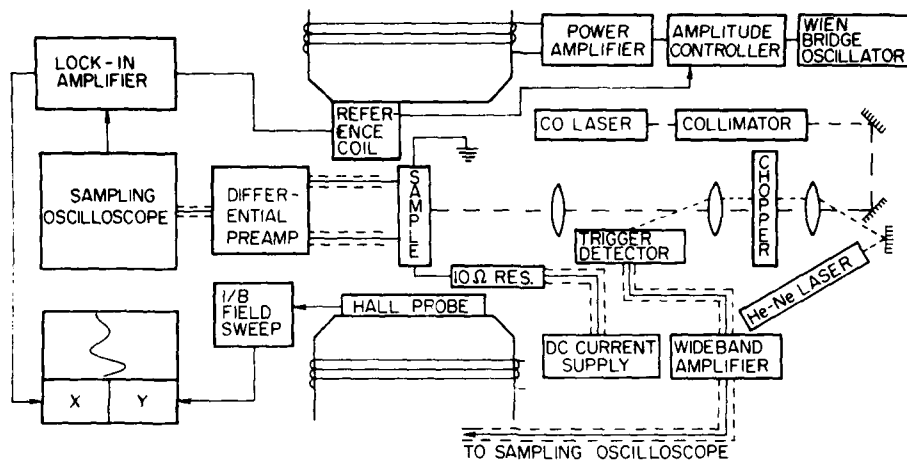 LOCK-IN
AMPLIFIER
POWER
AMPLIFIER
AMPLITUDE
CONTROLLER
WIEN
BRIDGE
OSCILLATOR
REFER-
ENCE
COIL
CO LASER
COLLIMATOR
SAMPLING
OSCILLOSCOPE
DIFFER-
ENTIAL
PREAMP
SAMPLE
CHOPPER
TRIGGER
DETECTOR
He-Ne LASER
10 Ω RES.
1/B
FIELD
SWEEP
HALL PROBE
DC CURRENT
SUPPLY
WIDEBAND
AMPLIFIER
X Y
TO SAMPLING OSCILLOSCOPE